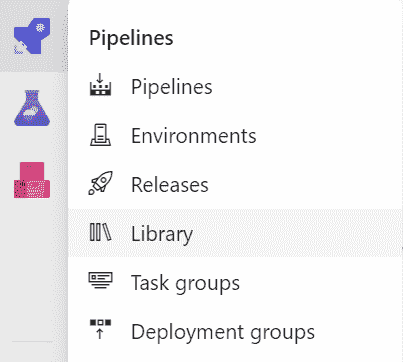 Pipelines
Pipelines
Environments
Releases
Library
Task groups
Deployment groups